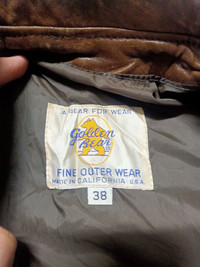 A BEAR FOR WEAR
Golden
Bear
FINE OUTER WEAR
MADE IN CALIFORNIA U.S.A.
38